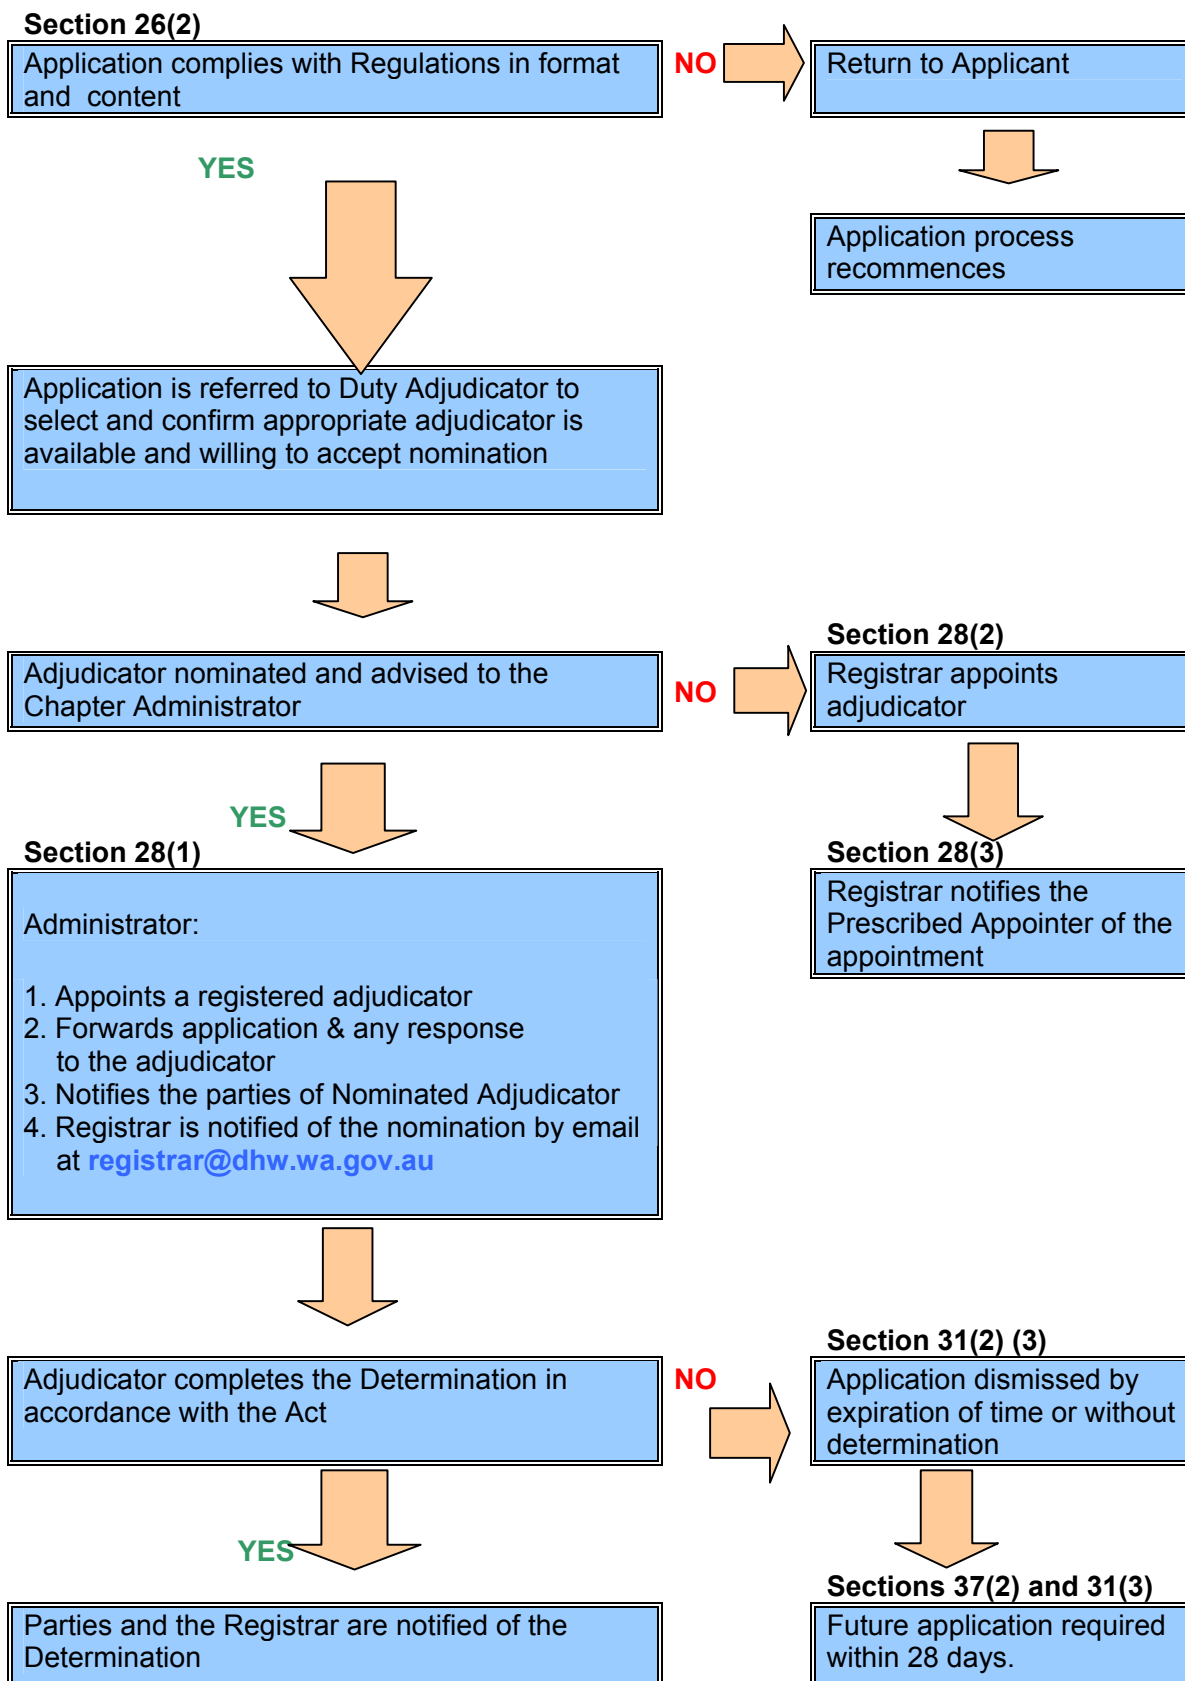 Section 26(2)
Application complies with Regulations in format
and content
NO
Return to Applicant
YES
Application process
recommences
Application is referred to Duty Adjudicator to
select and confirm appropriate adjudicator is
available and willing to accept nomination
Adjudicator nominated and advised to the
Chapter Administrator
NO
Section 28(2)
Registrar appoints
adjudicator
YES
Section 28(1)
Administrator:
1. Appoints a registered adjudicator
2. Forwards application & any response
to the adjudicator
3. Notifies the parties of Nominated Adjudicator
4. Registrar is notified of the nomination by email
at registrar@dhw.wa.gov.au
Section 28(3)
Registrar notifies the
Prescribed Appointer of the
appointment
Adjudicator completes the Determination in
accordance with the Act
NO
Section 31(2) (3)
Application dismissed by
expiration of time or without
determination
YES
Parties and the Registrar are notified of the
Determination
Sections 37(2) and 31(3)
Future application required
within 28 days.